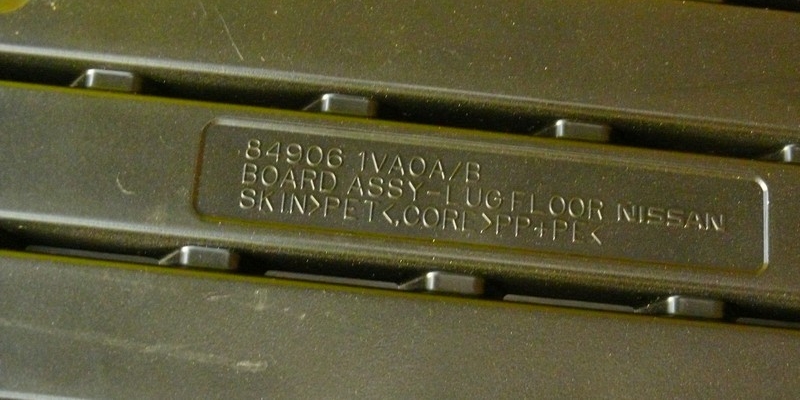 84906 1VA0A/B
BOARD ASSY-LUG FLOOR NISSAN
SKIN>PET<,CORE>PP+PE<